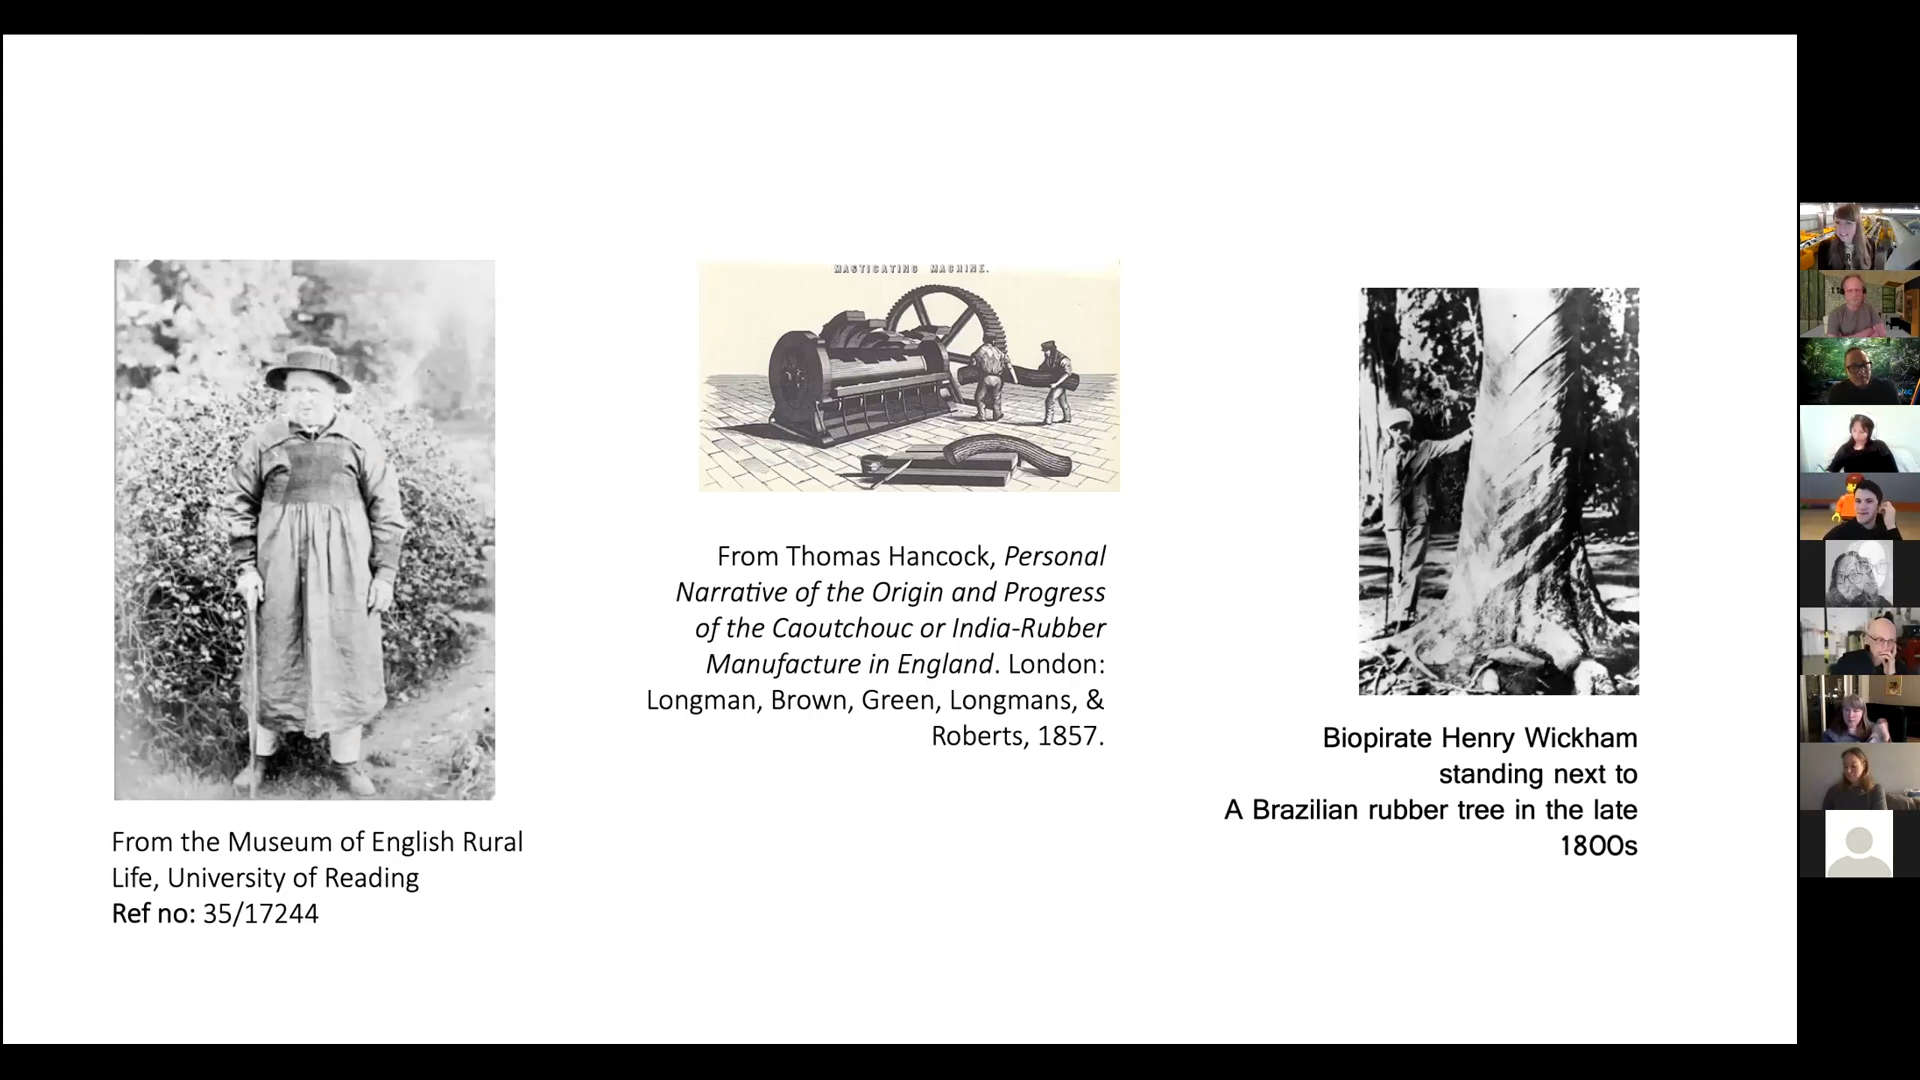 MASTICATING MACHINE.
From the Museum of English Rural
Life, University of Reading
Ref no: 35/17244
From Thomas Hancock, Personal
Narrative of the Origin and Progress
of the Caoutchouc or India-Rubber
Manufacture in England. London:
Longman, Brown, Green, Longmans, &
Roberts, 1857.
Biopirate Henry Wickham
standing next to
A Brazilian rubber tree in the late
1800s